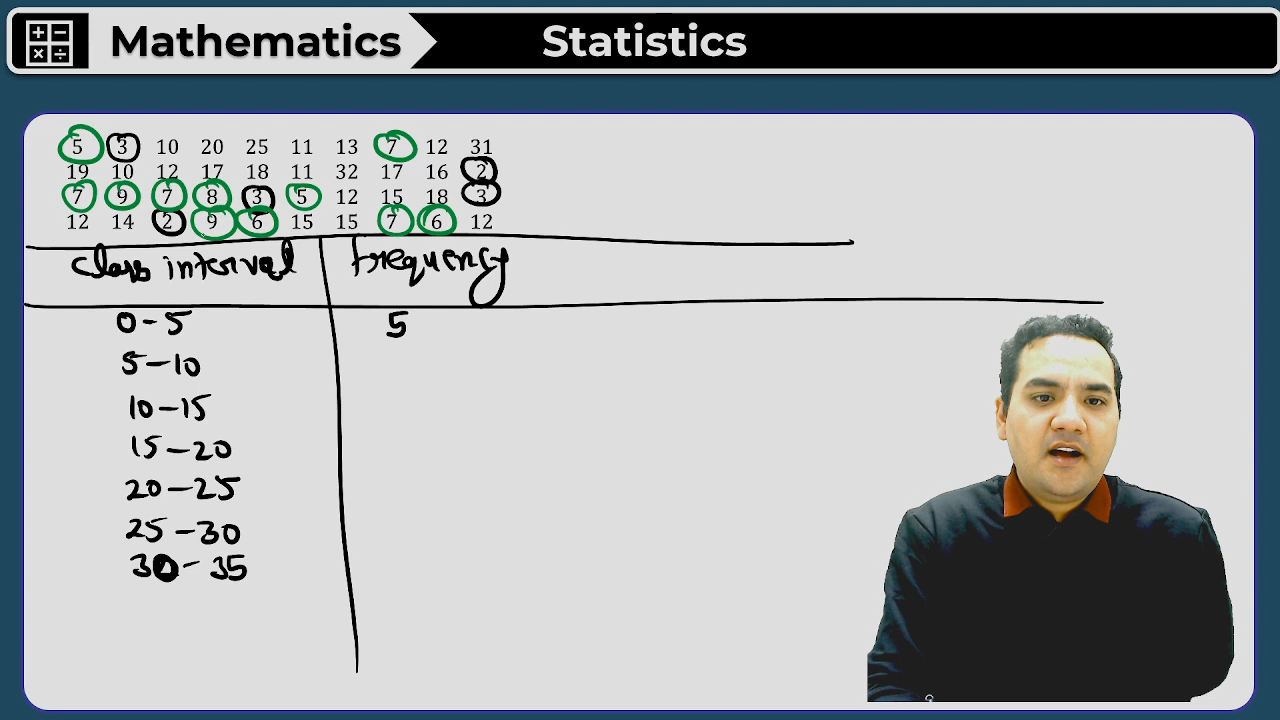 Mathematics Statistics
5 3 10 20 25 11 13 7 12 31
19 10 12 17 18 11 32 17 16 2
7 9 7 8 3 5 12 15 18 3
12 14 2 9 6 15 15 7 6 12
class interval frequency
0-5 5
5-10
10-15
15-20
20-25
25-30
30-35